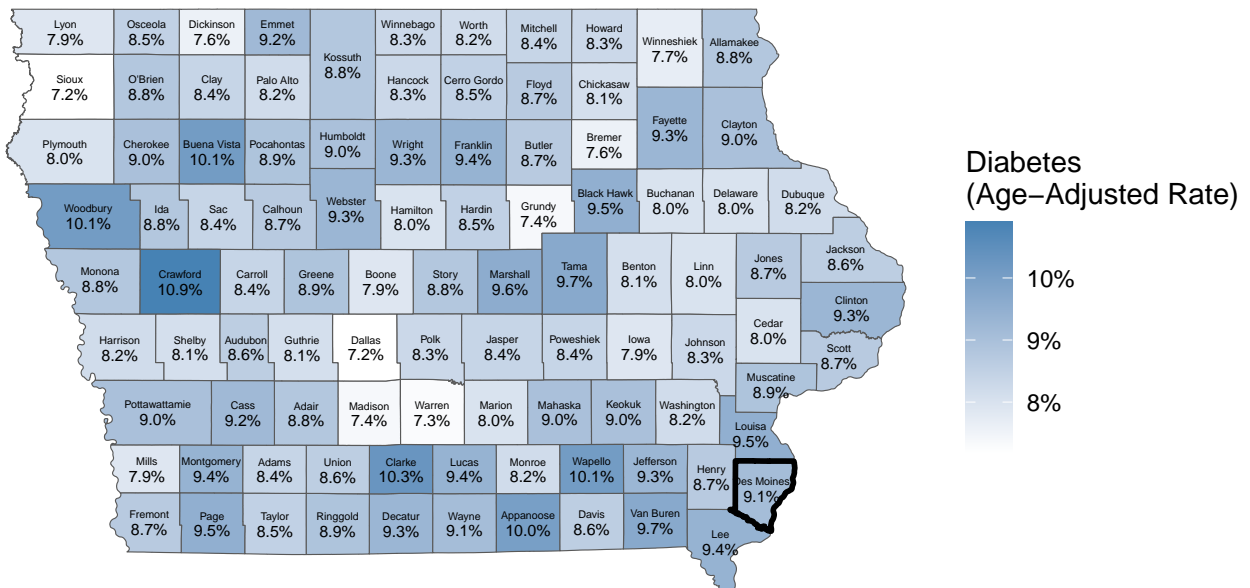 Lyon
7.9%
Osceola
8.5%
Dickinson
7.6%
Emmet
9.2%
Kossuth
8.8%
Winnebago
8.3%
Worth
8.2%
Mitchell
8.4%
Howard
8.3%
Winneshiek
7.7%
Allamakee
8.8%
Sioux
7.2%
O'Brien
8.8%
Clay
8.4%
Palo Alto
8.2%
Hancock
8.3%
Cerro Gordo
8.5%
Floyd
8.7%
Chickasaw
8.1%
Plymouth
8.0%
Cherokee
9.0%
Buena Vista
10.1%
Pocahontas
8.9%
Humboldt
9.0%
Wright
9.3%
Franklin
9.4%
Butler
8.7%
Bremer
7.6%
Fayette
9.3%
Clayton
9.0%
Woodbury
10.1%
Ida
8.8%
Sac
8.4%
Calhoun
8.7%
Webster
9.3%
Hamilton
8.0%
Hardin
8.5%
Grundy
7.4%
Black Hawk
9.5%
Buchanan
8.0%
Delaware
8.0%
Dubuque
8.2%
Monona
8.8%
Crawford
10.9%
Carroll
8.4%
Greene
8.9%
Boone
7.9%
Story
8.8%
Marshall
9.6%
Tama
9.7%
Benton
8.1%
Linn
8.0%
Jones
8.7%
Jackson
8.6%
Clinton
9.3%
Harrison
8.2%
Shelby
8.1%
Audubon
8.6%
Guthrie
8.1%
Dallas
7.2%
Polk
8.3%
Jasper
8.4%
Poweshiek
8.4%
Iowa
7.9%
Johnson
8.3%
Cedar
8.0%
Scott
8.7%
Muscatine
8.9%
Pottawattamie
9.0%
Cass
9.2%
Adair
8.8%
Madison
7.4%
Warren
7.3%
Marion
8.0%
Mahaska
9.0%
Keokuk
9.0%
Washington
8.2%
Louisa
9.5%
Mills
7.9%
Montgomery
9.4%
Adams
8.4%
Union
8.6%
Clarke
10.3%
Lucas
9.4%
Monroe
8.2%
Wapello
10.1%
Jefferson
9.3%
Henry
8.7%
Des Moines
9.1%
Fremont
8.7%
Page
9.5%
Taylor
8.5%
Ringgold
8.9%
Decatur
9.3%
Wayne
9.1%
Appanoose
10.0%
Davis
8.6%
Van Buren
9.7%
Lee
9.4%
Diabetes
(Age−Adjusted Rate)
10%
9%
8%